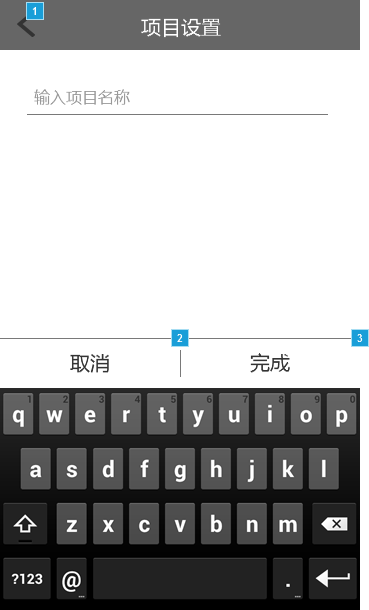 1
项目设置
输入项目名称
2
3
取消
完成
1 2 3 4 5 6 7 8 9 0
q w e r t y u i o p
a s d f g h j k l
z x c v b n m
?123 @ ... . ...